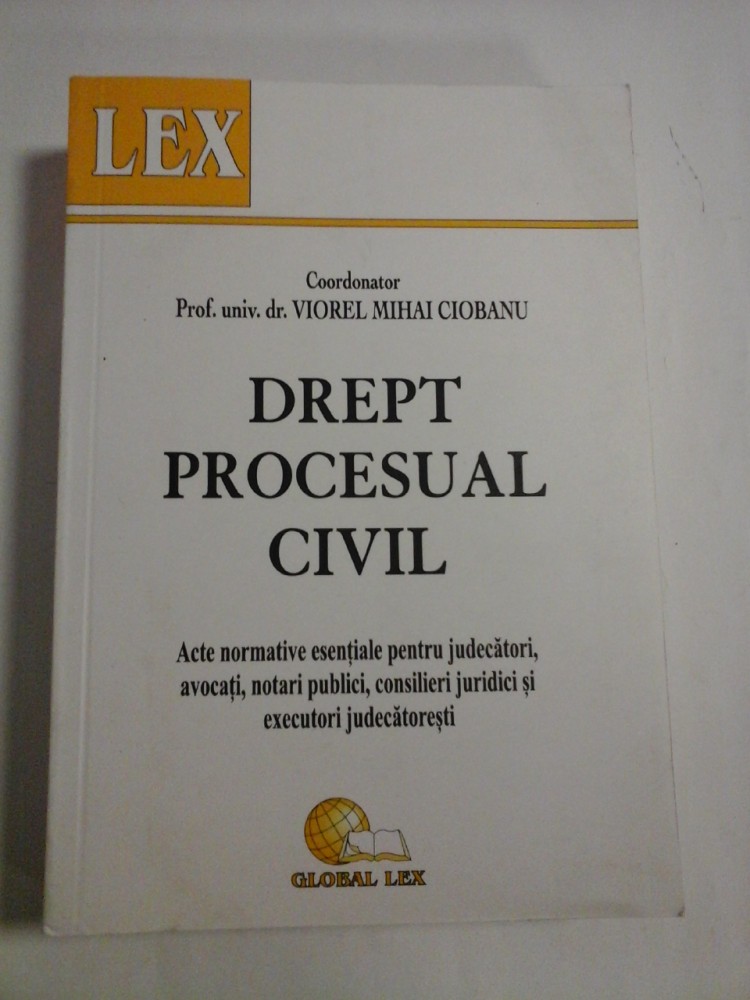 LEX
Coordonator
Prof. univ. dr. VIOREL MIHAI CIOBANU
DREPT
PROCESUAL
CIVIL
Acte normative esențiale pentru judecători,
avocați, notari publici, consilieri juridici și
executori judecătorești
GLOBAL LEX